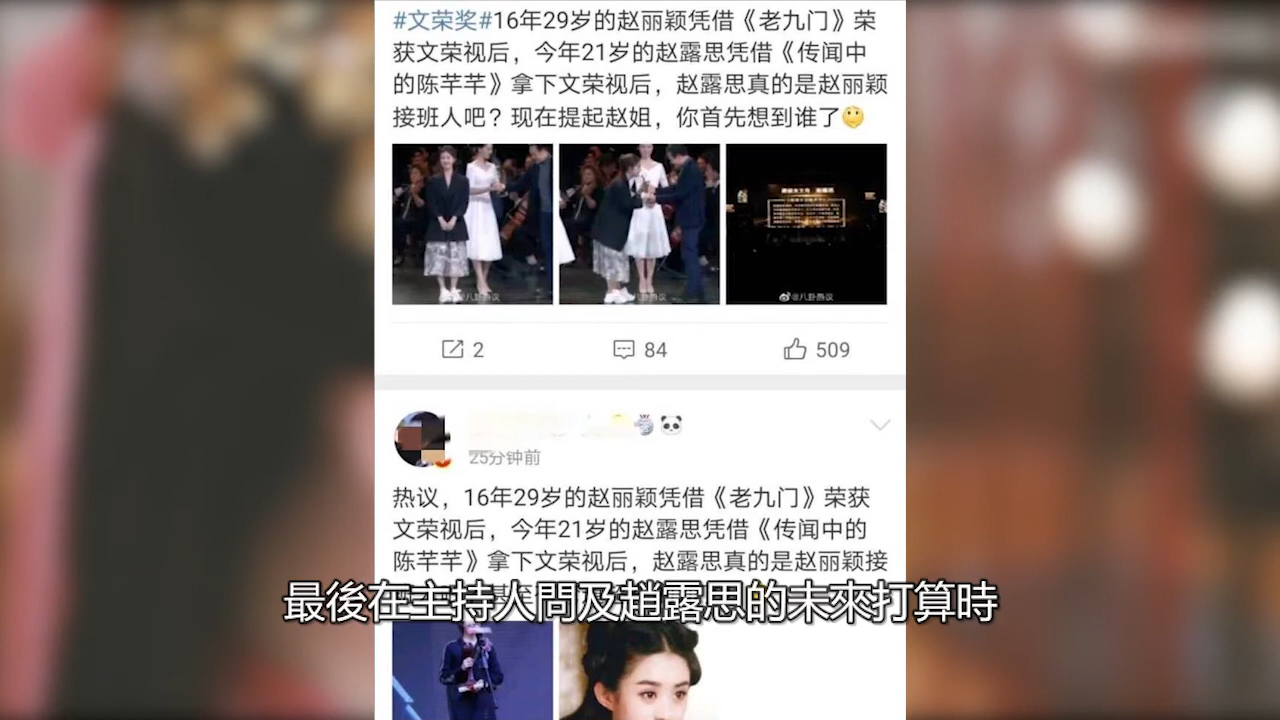 #文荣奖#16年29岁的赵丽颖凭借《老九门》荣
获文荣视后，今年21岁的赵露思凭借《传闻中
的陈芊芊》拿下文荣视后，赵露思真的是赵丽颖
接班人吧？现在提起赵姐，你首先想到谁了
@八卦热议
@八卦热议
2
84
509
25分钟前
热议，16年29岁的赵丽颖凭借《老九门》荣获
文荣视后，今年21岁的赵露思凭借《传闻中的
陈芊芊》拿下文荣视后，赵露思真的是赵丽颖接
最後在主持人問及趙露思的未來打算時